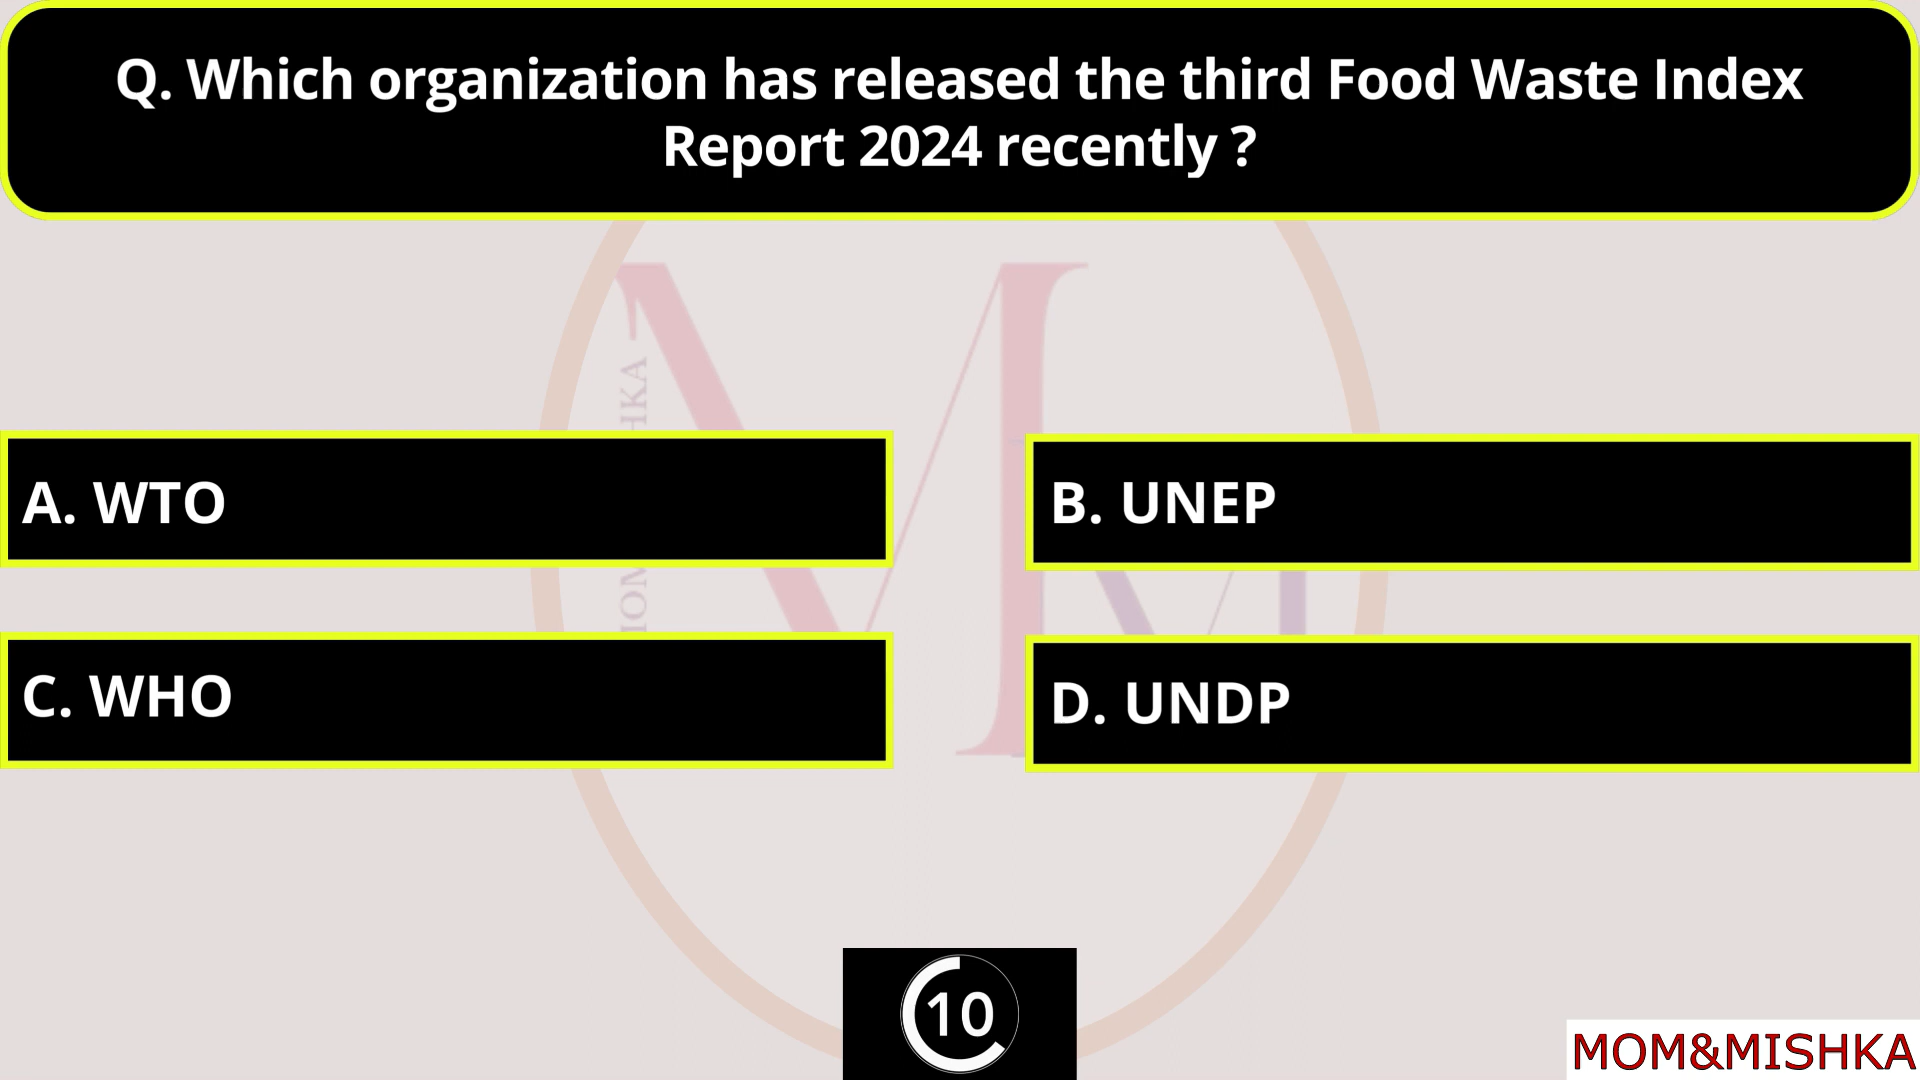 Q. Which organization has released the third Food Waste Index
Report 2024 recently ?
A. WTO
B. UNEP
C. WHO
D. UNDP
10
MOM&MISHKA